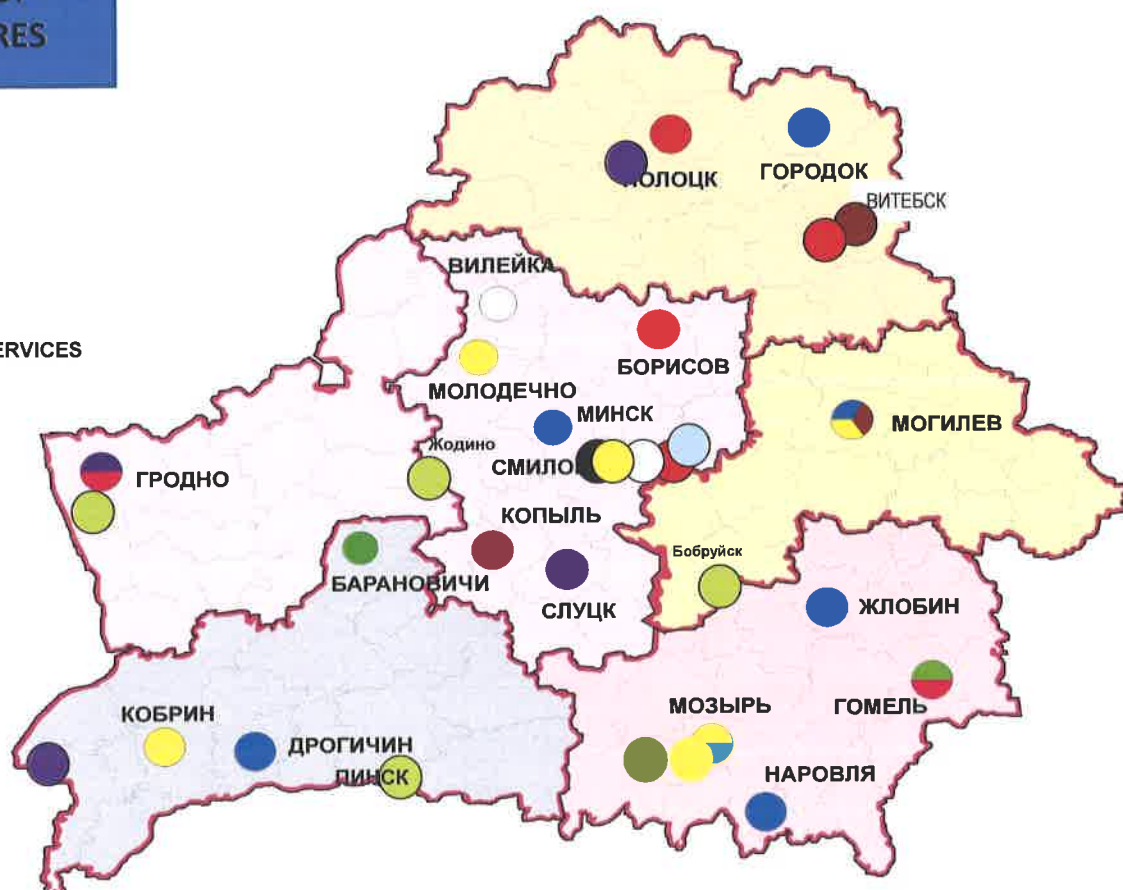 RES
ПОЛОЦК
ГОРОДОК
ВИТЕБСК
ВИЛЕЙКА
ERVICES
БОРИСОВ
МОЛОДЕЧНО
МИНСК
МОГИЛЕВ
Жодино
СМИЛО
ГРОДНО
КОПЫЛЬ
Бобруйск
БАРАНОВИЧИ
СЛУЦК
ЖЛОБИН
МОЗЫРЬ
ГОМЕЛЬ
КОБРИН
ДРОГИЧИН
ПИНСК
НАРОВЛЯ